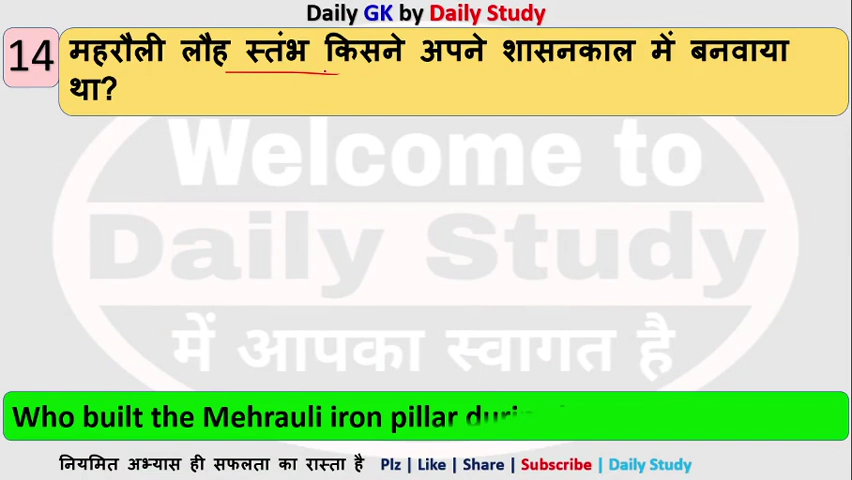 Daily GK by Daily Study
14
महरौली लौह स्तंभ किसने अपने शासनकाल में बनवाया
था?
Welcome to
Daily Study
में आपका स्वागत है
Who built the Mehrauli iron pillar
नियमित अभ्यास ही सफलता का रास्ता है Plz | Like | Share | Subscribe | Daily Study